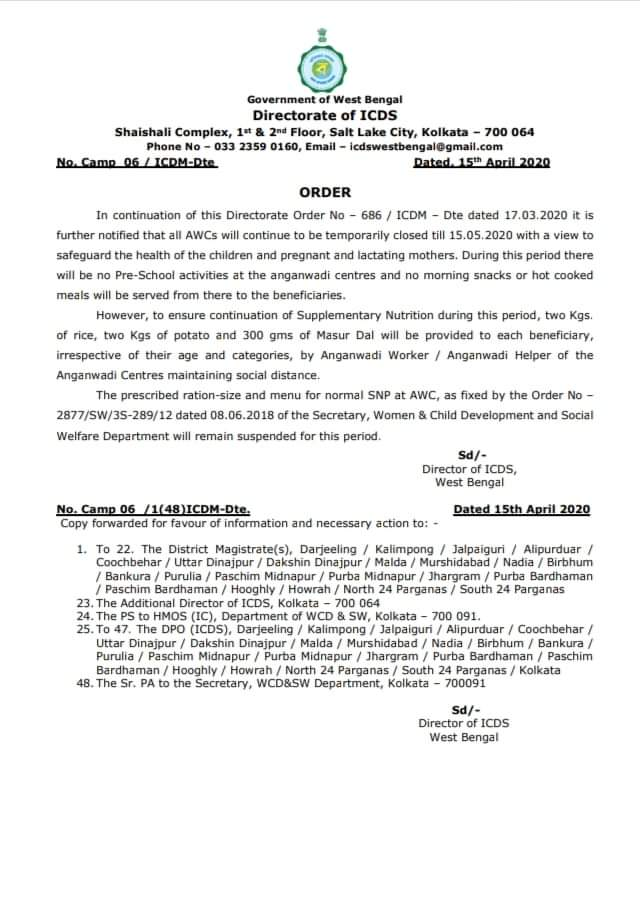 Government of West Bengal
Directorate of ICDS
Shaishali Complex, 1st & 2nd Floor, Salt Lake City, Kolkata – 700 064
Phone No – 033 2359 0160, Email – icdswestbengal@gmail.com
No. Camp 06 / ICDM-Dte Dated. 15th April 2020
ORDER
In continuation of this Directorate Order No – 686 / ICDM – Dte dated 17.03.2020 it is
further notified that all AWCs will continue to be temporarily closed till 15.05.2020 with a view to
safeguard the health of the children and pregnant and lactating mothers. During this period there
will be no Pre-School activities at the anganwadi centres and no morning snacks or hot cooked
meals will be served from there to the beneficiaries.
However, to ensure continuation of Supplementary Nutrition during this period, two Kgs.
of rice, two Kgs of potato and 300 gms of Masur Dal will be provided to each beneficiary,
irrespective of their age and categories, by Anganwadi Worker / Anganwadi Helper of the
Anganwadi Centres maintaining social distance.
The prescribed ration-size and menu for normal SNP at AWC, as fixed by the Order No –
2877/SW/3S-289/12 dated 08.06.2018 of the Secretary, Women & Child Development and Social
Welfare Department will remain suspended for this period.
Sd/-
Director of ICDS,
West Bengal
No. Camp 06 /1(48)ICDM-Dte. Dated 15th April 2020
Copy forwarded for favour of information and necessary action to: -
1. To 22. The District Magistrate(s), Darjeeling / Kalimpong / Jalpaiguri / Alipurduar /
Coochbehar / Uttar Dinajpur / Dakshin Dinajpur / Malda / Murshidabad / Nadia / Birbhum
/ Bankura / Purulia / Paschim Midnapur / Purba Midnapur / Jhargram / Purba Bardhaman
/ Paschim Bardhaman / Hooghly / Howrah / North 24 Parganas / South 24 Parganas
23. The Additional Director of ICDS, Kolkata – 700 064
24. The PS to HMOS (IC), Department of WCD & SW, Kolkata – 700 091.
25. To 47. The DPO (ICDS), Darjeeling / Kalimpong / Jalpaiguri / Alipurduar / Coochbehar /
Uttar Dinajpur / Dakshin Dinajpur / Malda / Murshidabad / Nadia / Birbhum / Bankura /
Purulia / Paschim Midnapur / Purba Midnapur / Jhargram / Purba Bardhaman / Paschim
Bardhaman / Hooghly / Howrah / North 24 Parganas / South 24 Parganas / Kolkata
48. The Sr. PA to the Secretary, WCD&SW Department, Kolkata – 700091
Sd/-
Director of ICDS
West Bengal